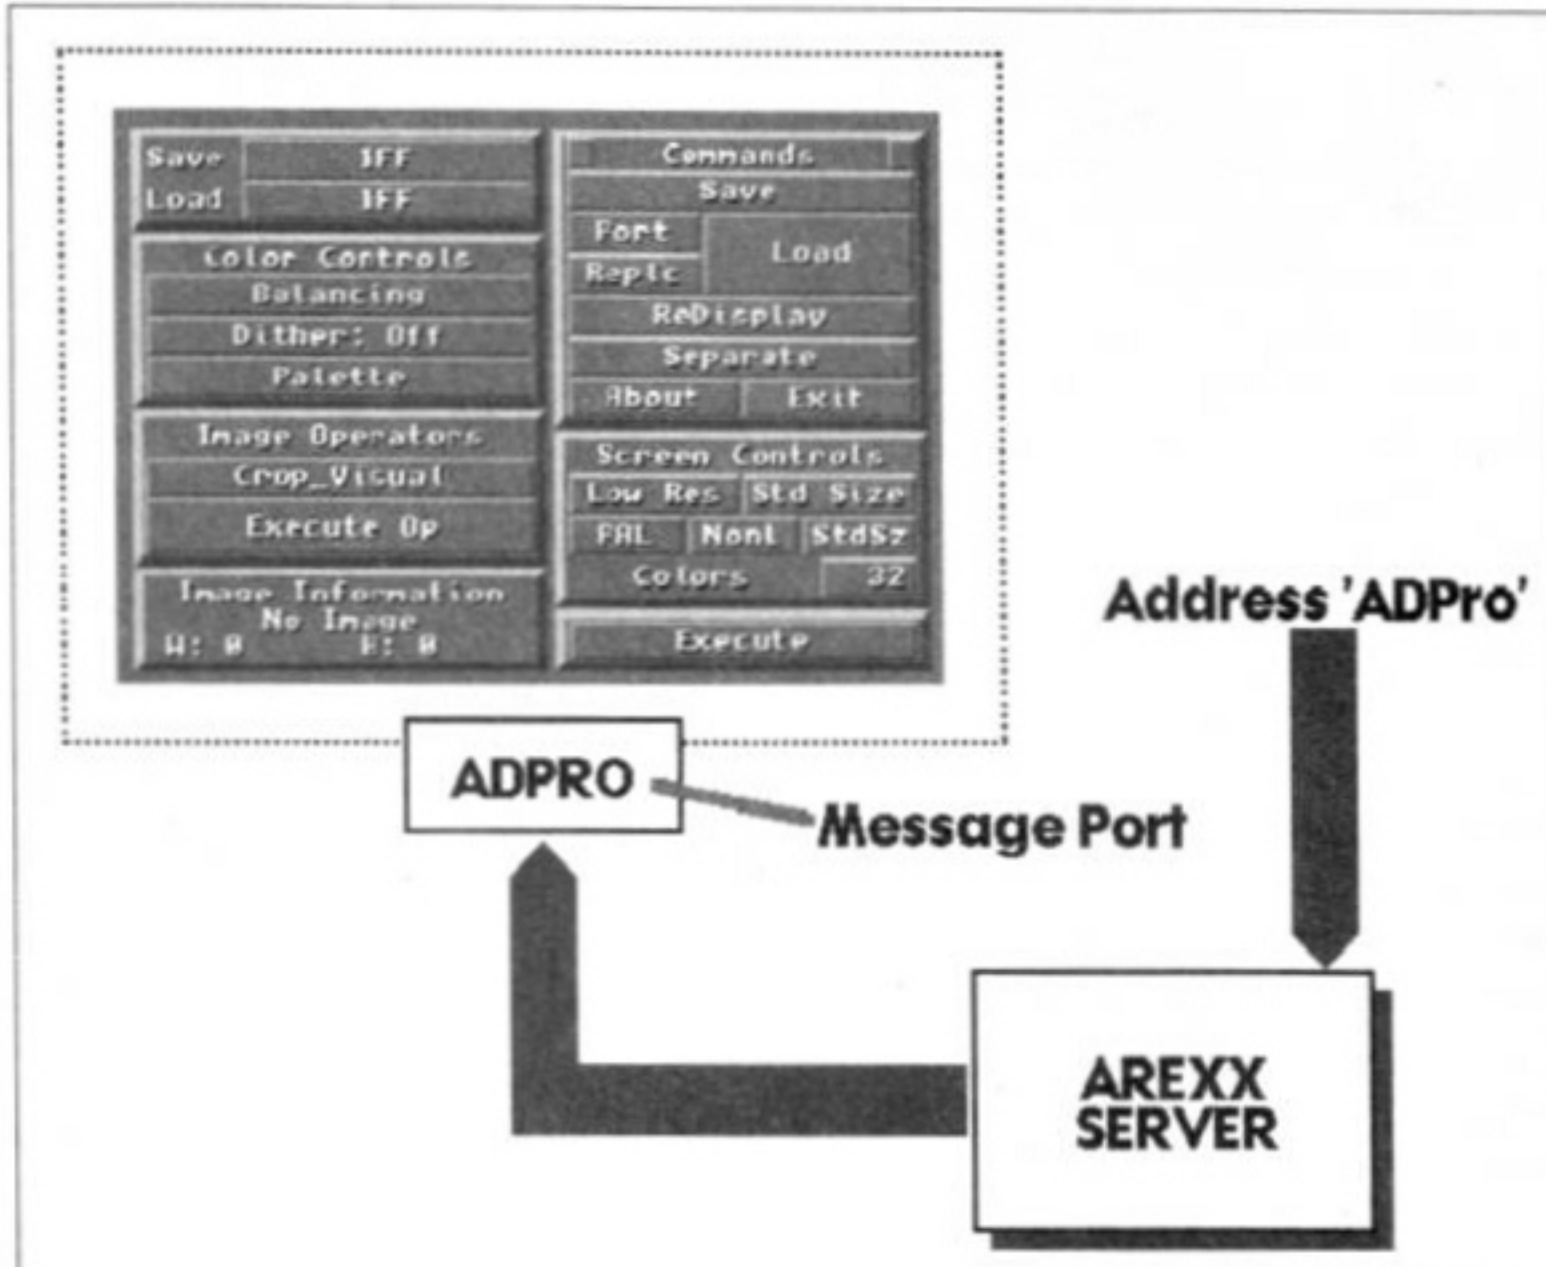 Save IFF
Load IFF
Color Controls
Balancing
Dither: Off
Palette
Image Operators
Crop_Visual
Execute Op
Image Information
No Image
W: 0 H: 0
Commands
Save
Load
Replc
ReDisplay
Separate
About Exit
Screen Controls
Low Res Std Size
PAL StdSz
Colors 32
Execute
ADPRO
Message Port
Address 'ADPro'
AREXX
SERVER